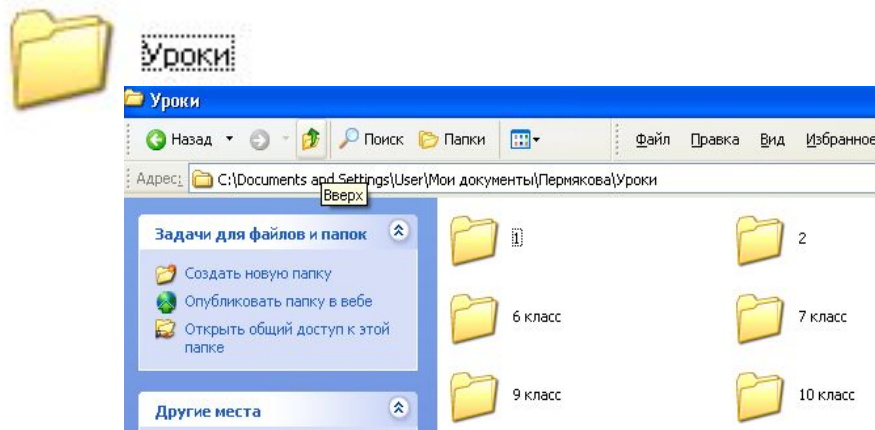 Уроки
Уроки
Назад Поиск Папки Файл Правка Вид Избранное
Адрес: C:\Documents and Settings\User\Мои документы\Пермякова\Уроки
Вверх
Задачи для файлов и папок
Создать новую папку
Опубликовать папку в вебе
Открыть общий доступ к этой
папке
Другие места
1 2
6 класс 7 класс
9 класс 10 класс